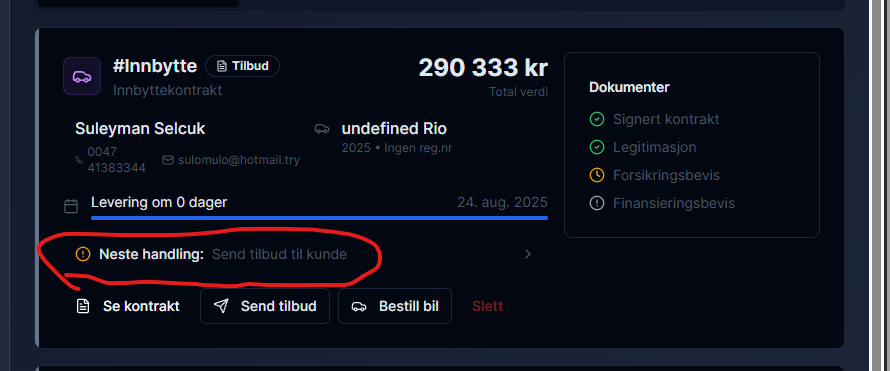 #Innbytte Tilbud
Innbyttekontrakt
290 333 kr
Total verdi
Suleyman Selcuk
0047
41383344
sulomulo@hotmail.try
undefined Rio
2025 • Ingen reg.nr
Levering om 0 dager
24. aug. 2025
Neste handling: Send tilbud til kunde
Se kontrakt
Send tilbud
Bestill bil
Slett
Dokumenter
Signert kontrakt
Legitimasjon
Forsikringsbevis
Finansieringsbevis